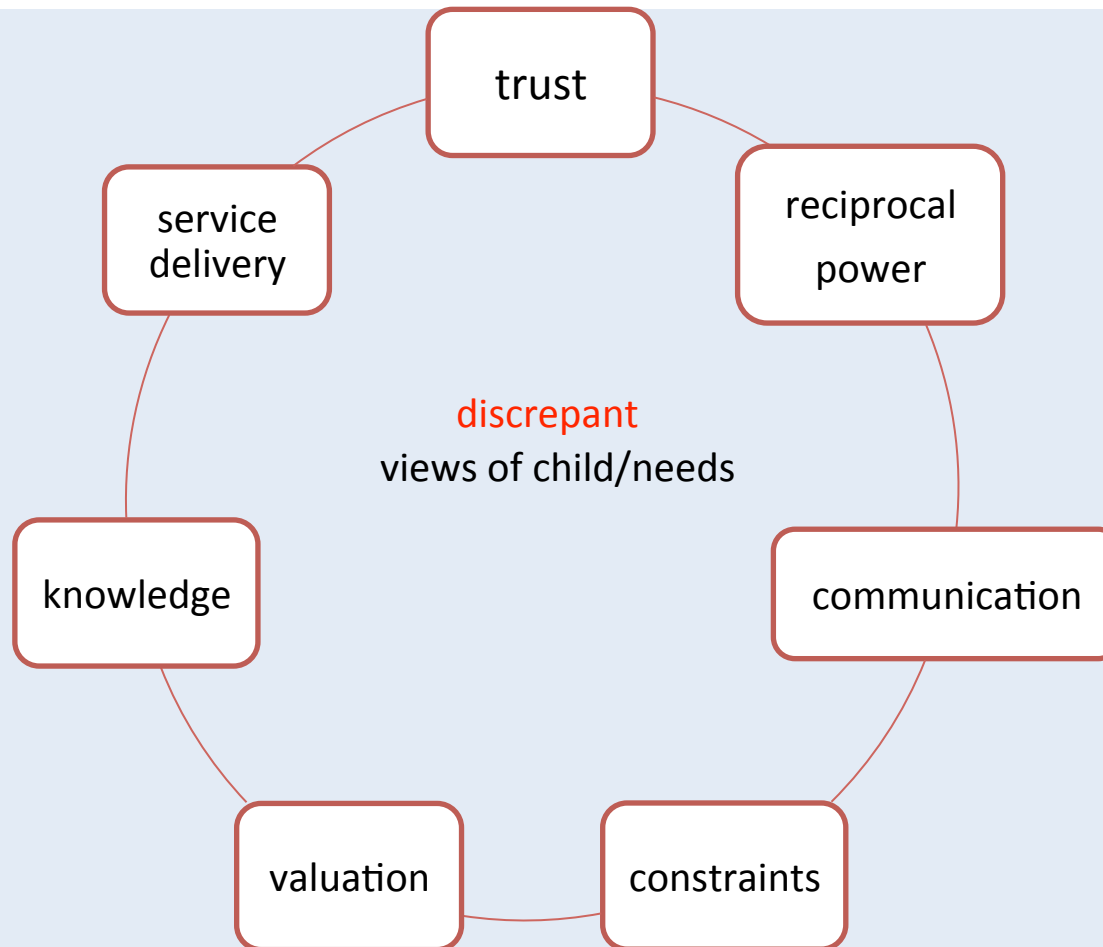 trust
reciprocal
power
service
delivery
discrepant
views of child/needs
knowledge
communication
valuation
constraints